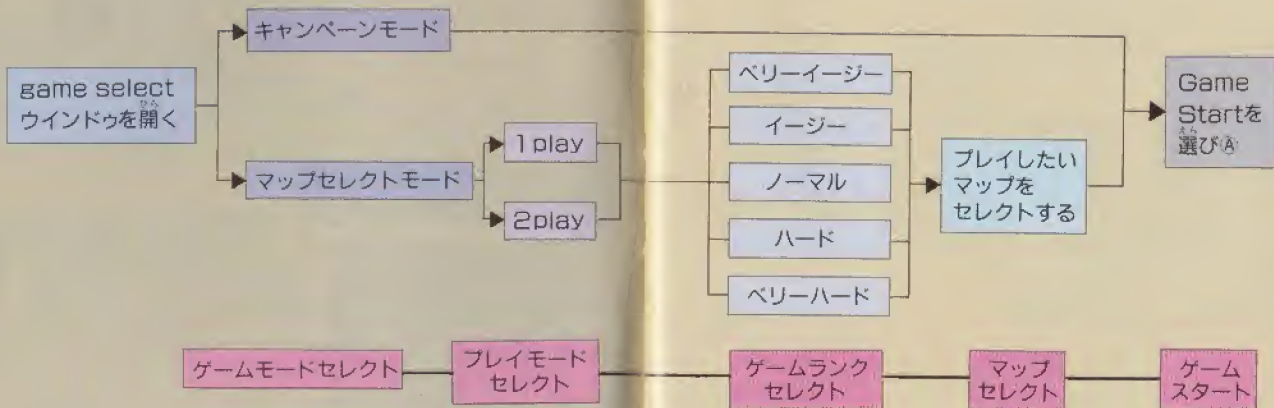 game select
ウインドゥを開く
ひら
キャンペーンモード
マップセレクトモード
1play
2play
ベリーイージー
イージー
ノーマル
ハード
ベリーハード
プレイしたい
マップを
セレクトする
Game
Startを
えら
選びⒶ
ゲームモードセレクト
プレイモード
セレクト
ゲームランク
セレクト
マップ
セレクト
ゲーム
スタート